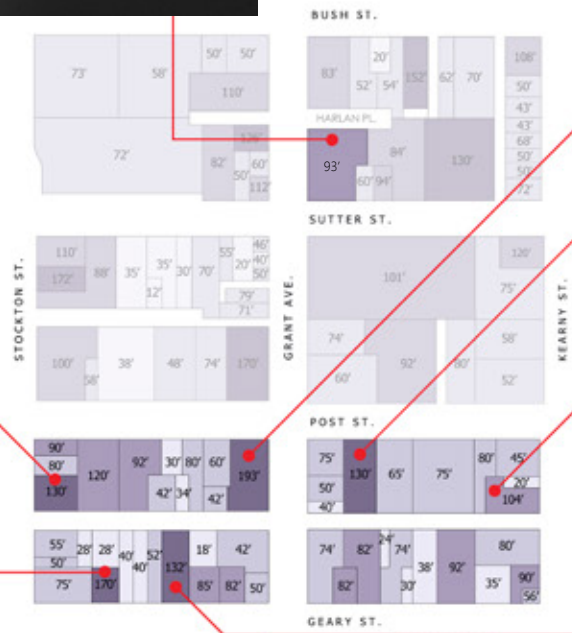 BUSH ST.
50' 50'
73' 58'
110'
72'
126'
82' 60'
50'
112'
20'
83' 152' 62' 70'
52' 54'
HARLAN PL.
93' 84' 130'
60' 94'
108'
50'
43'
43'
68'
50'
50'
72'
SUTTER ST.
STOCKTON ST.
110'
172'
88' 35' 35' 30' 70'
12'
55' 20'
46'
40'
50'
79'
71'
100' 38' 48' 74' 170'
58'
GRANT AVE.
101'
120'
75'
74'
60'
92' 80'
58'
52'
KEARNY ST.
POST ST.
90'
80'
130'
120' 92' 30' 80' 60' 193'
42' 34' 42'
75'
50'
40'
130' 65' 75' 80' 45'
20'
104'
55'
50'
75'
28' 28' 40' 40' 52' 132' 18' 42'
170' 85' 82' 50'
74' 82' 24' 74' 38' 92' 80'
82' 30' 35' 90'
56'
GEARY ST.